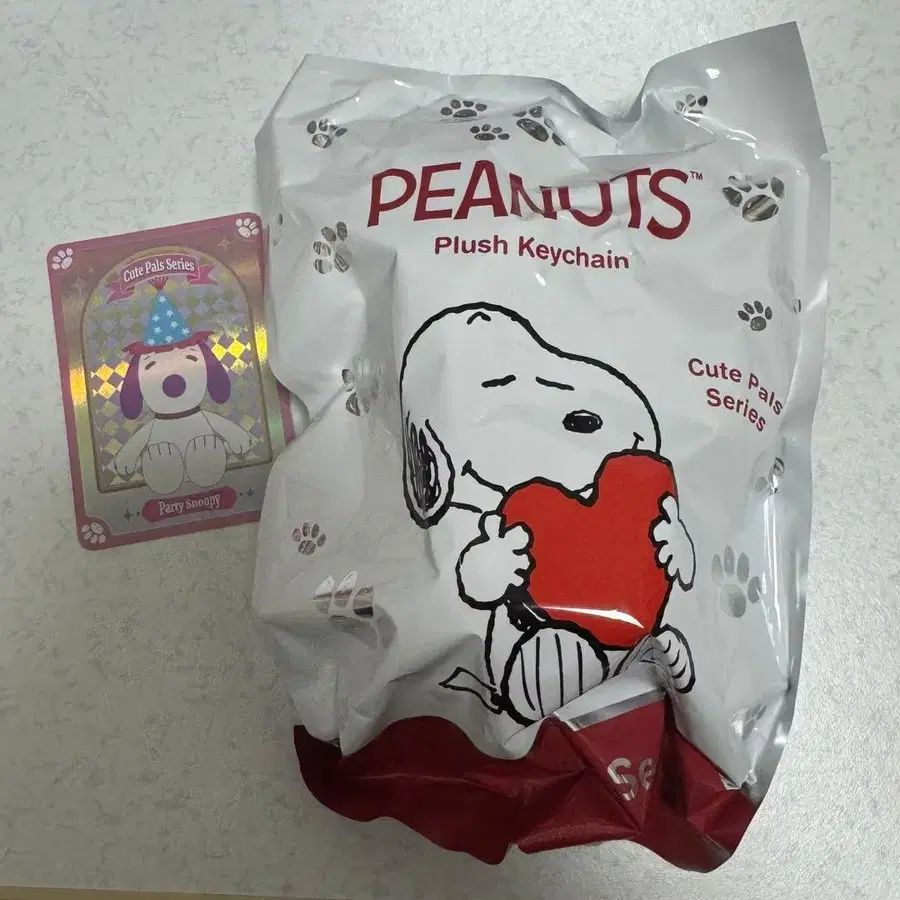 PEANUTS™
Plush Keychain
Cute Pals
Series
Cute Pals Series
Party Snoopy